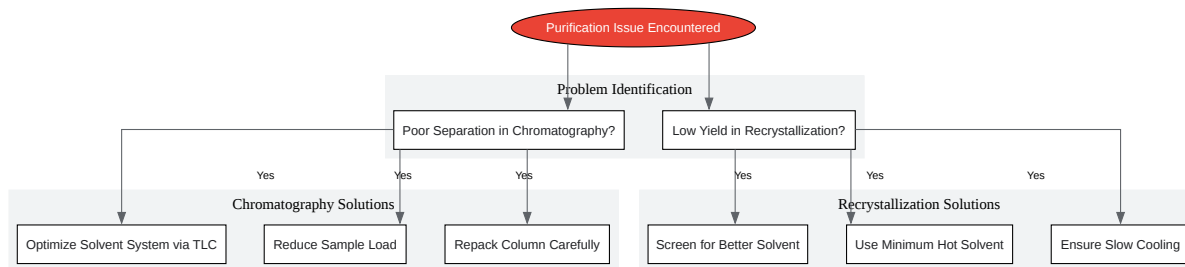 Purification Issue Encountered
Problem Identification
Poor Separation in Chromatography?
Low Yield in Recrystallization?
Yes
Yes
Yes
Yes
Yes
Yes
Chromatography Solutions
Recrystallization Solutions
Optimize Solvent System via TLC
Reduce Sample Load
Repack Column Carefully
Screen for Better Solvent
Use Minimum Hot Solvent
Ensure Slow Cooling